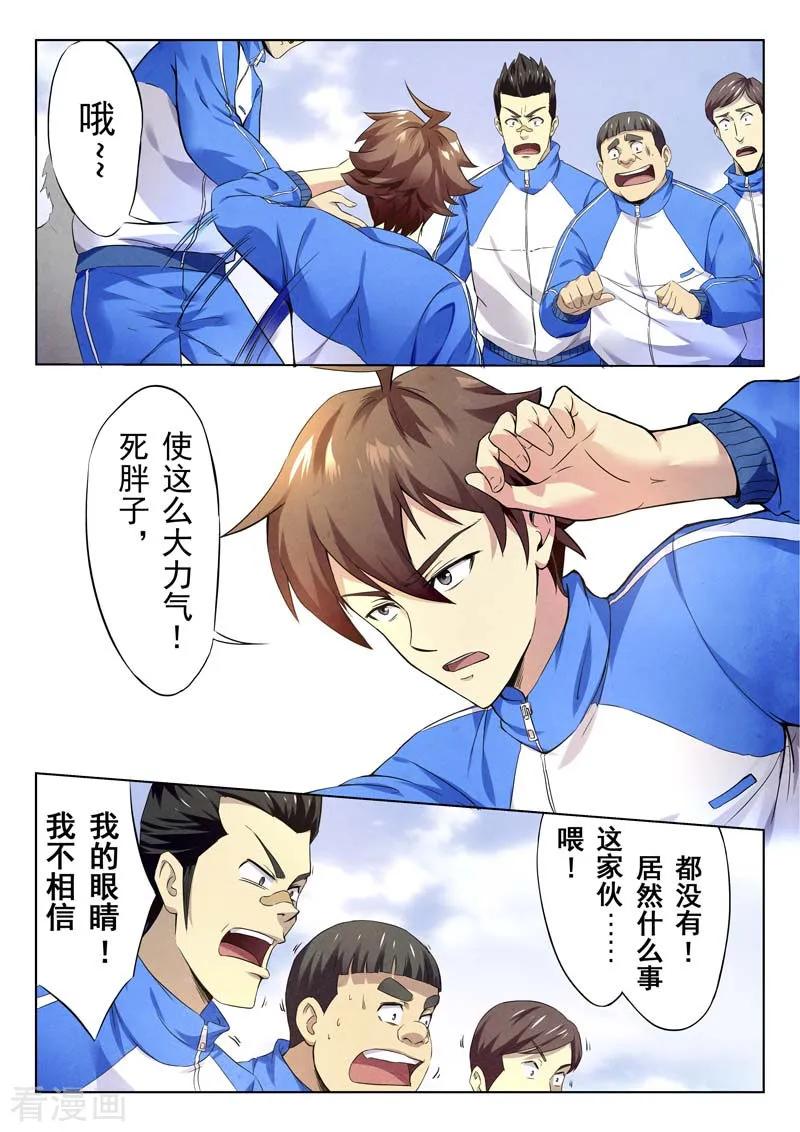 哦~~
死胖子，
使这么大力气！
喂！
这家伙……
居然什么事
都没有！
我不相信
我的眼睛！
看漫画